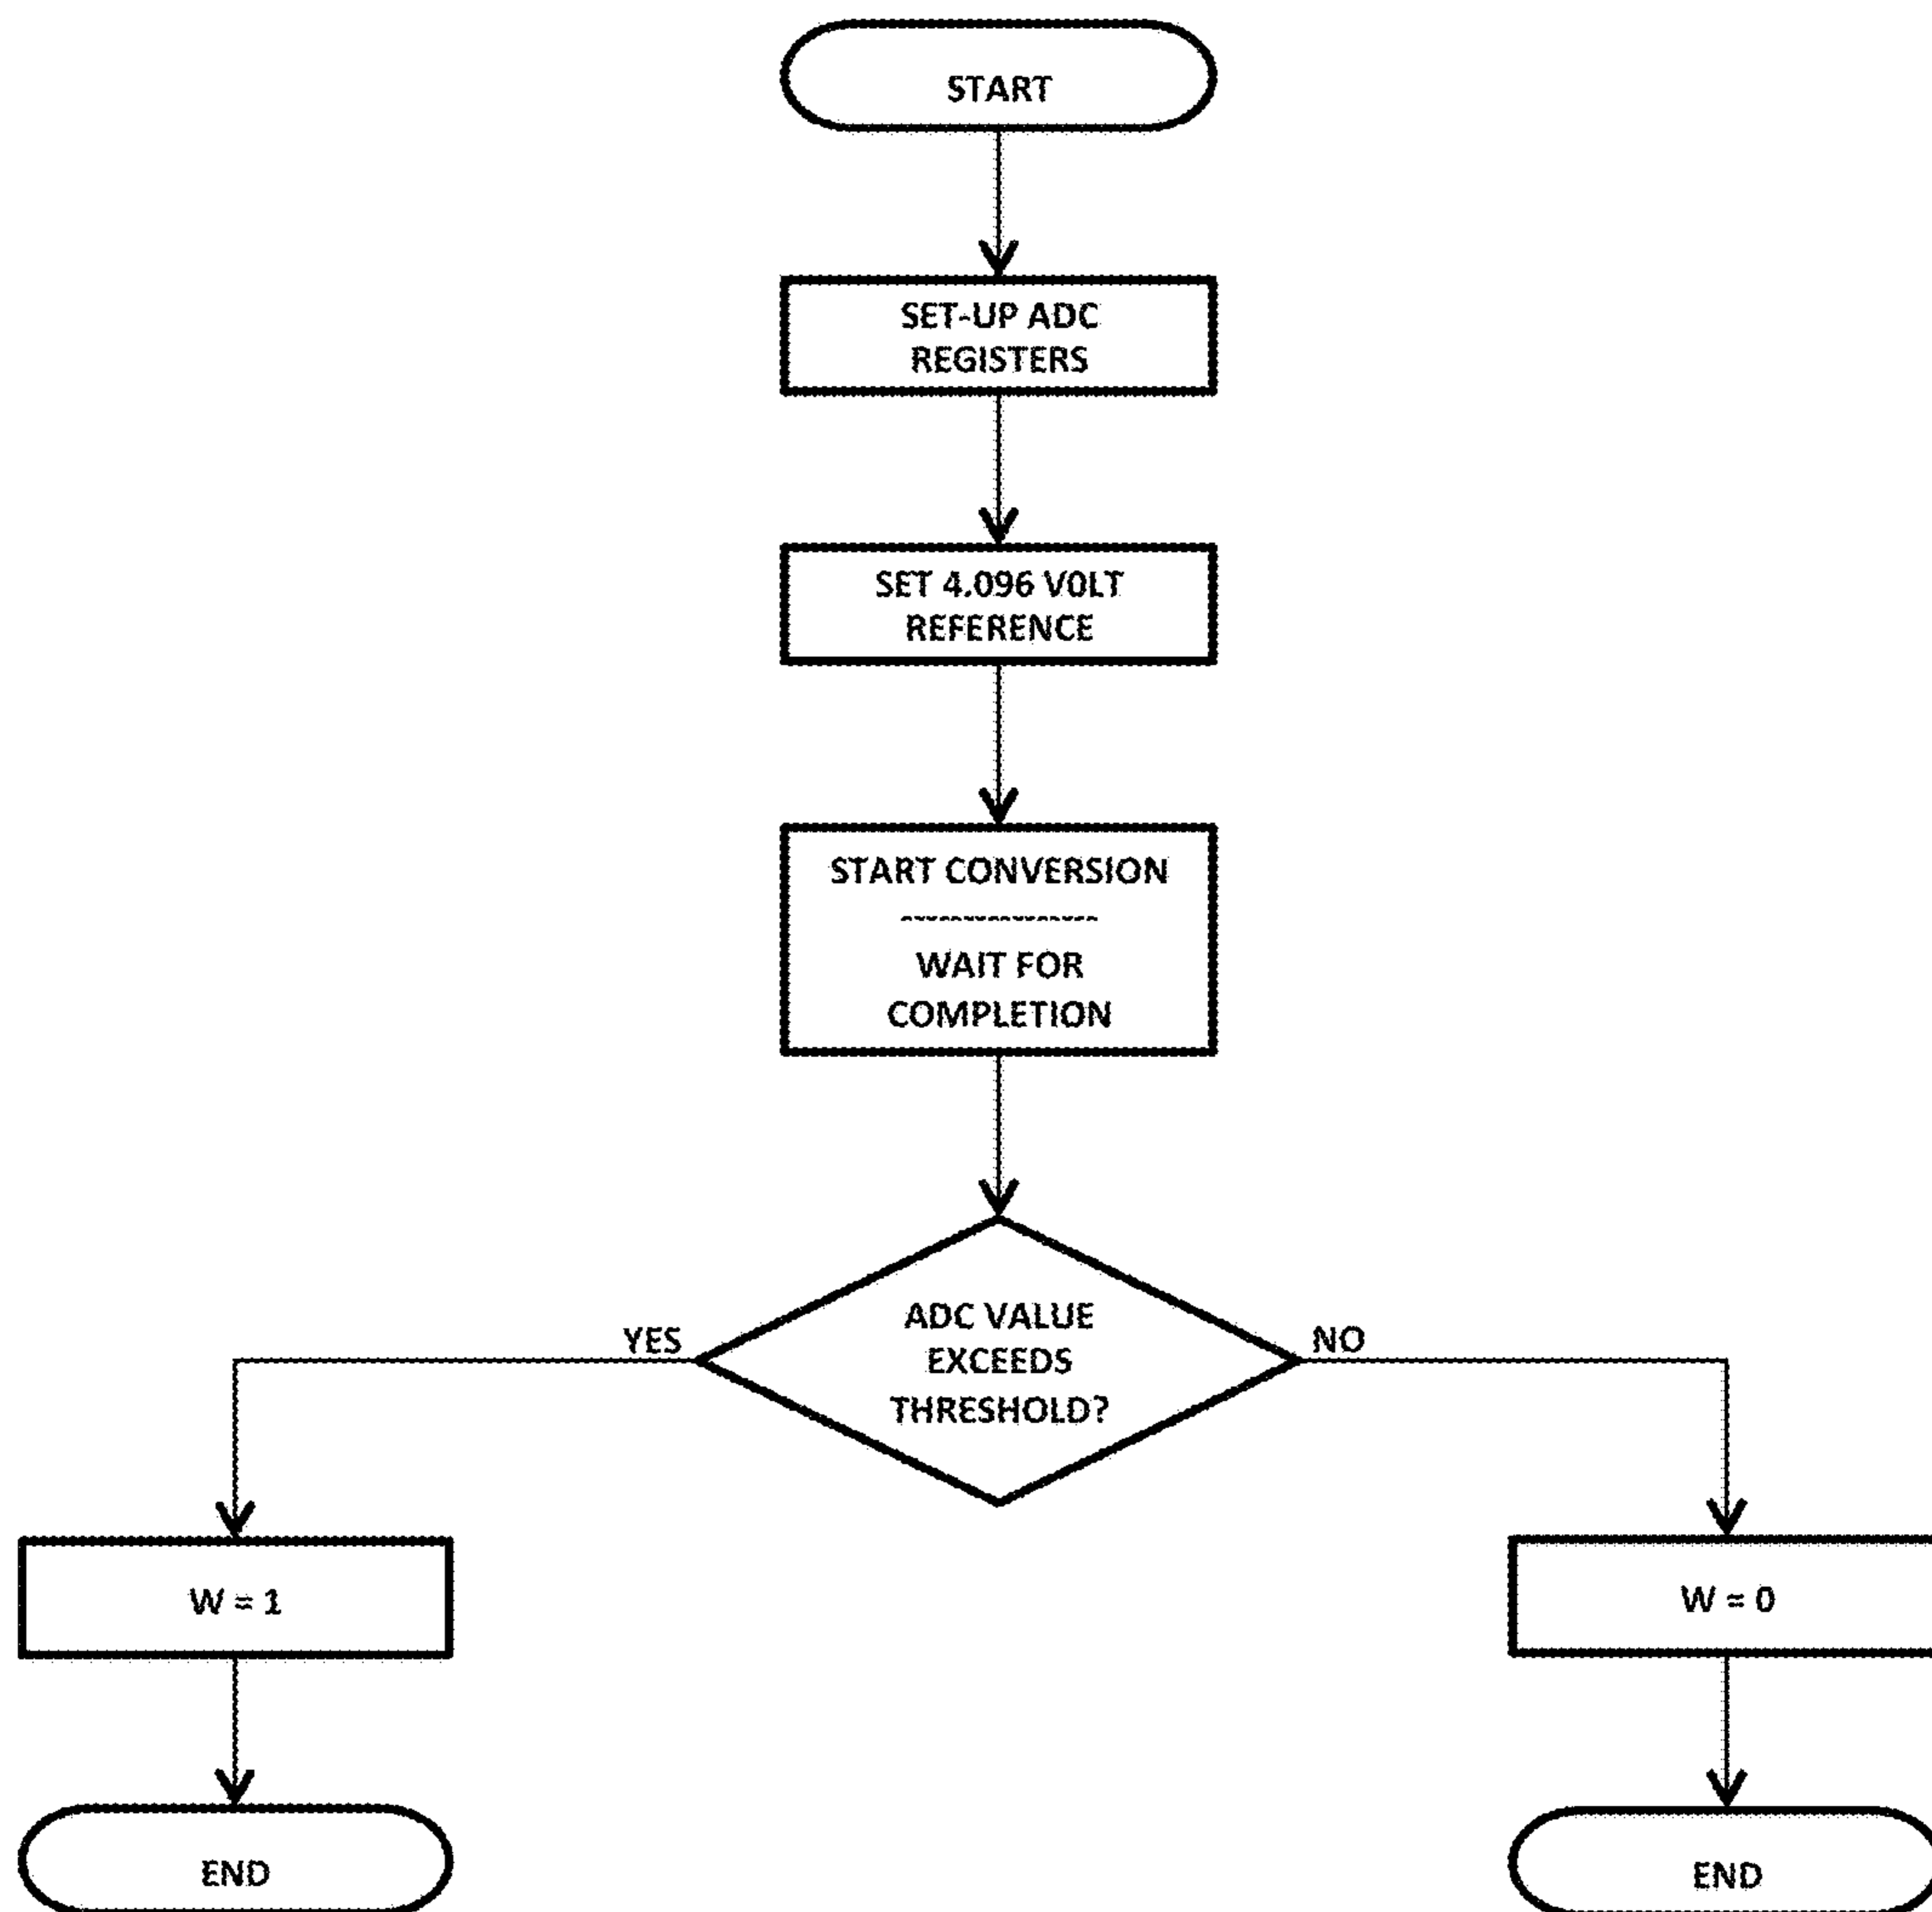 START
SET-UP ADC
REGISTERS
SET 4.096 VOLT
REFERENCE
START CONVERSION
----------------
WAIT FOR
COMPLETION
ADC VALUE
EXCEEDS
THRESHOLD?
YES
NO
W = 1
W = 0
END
END